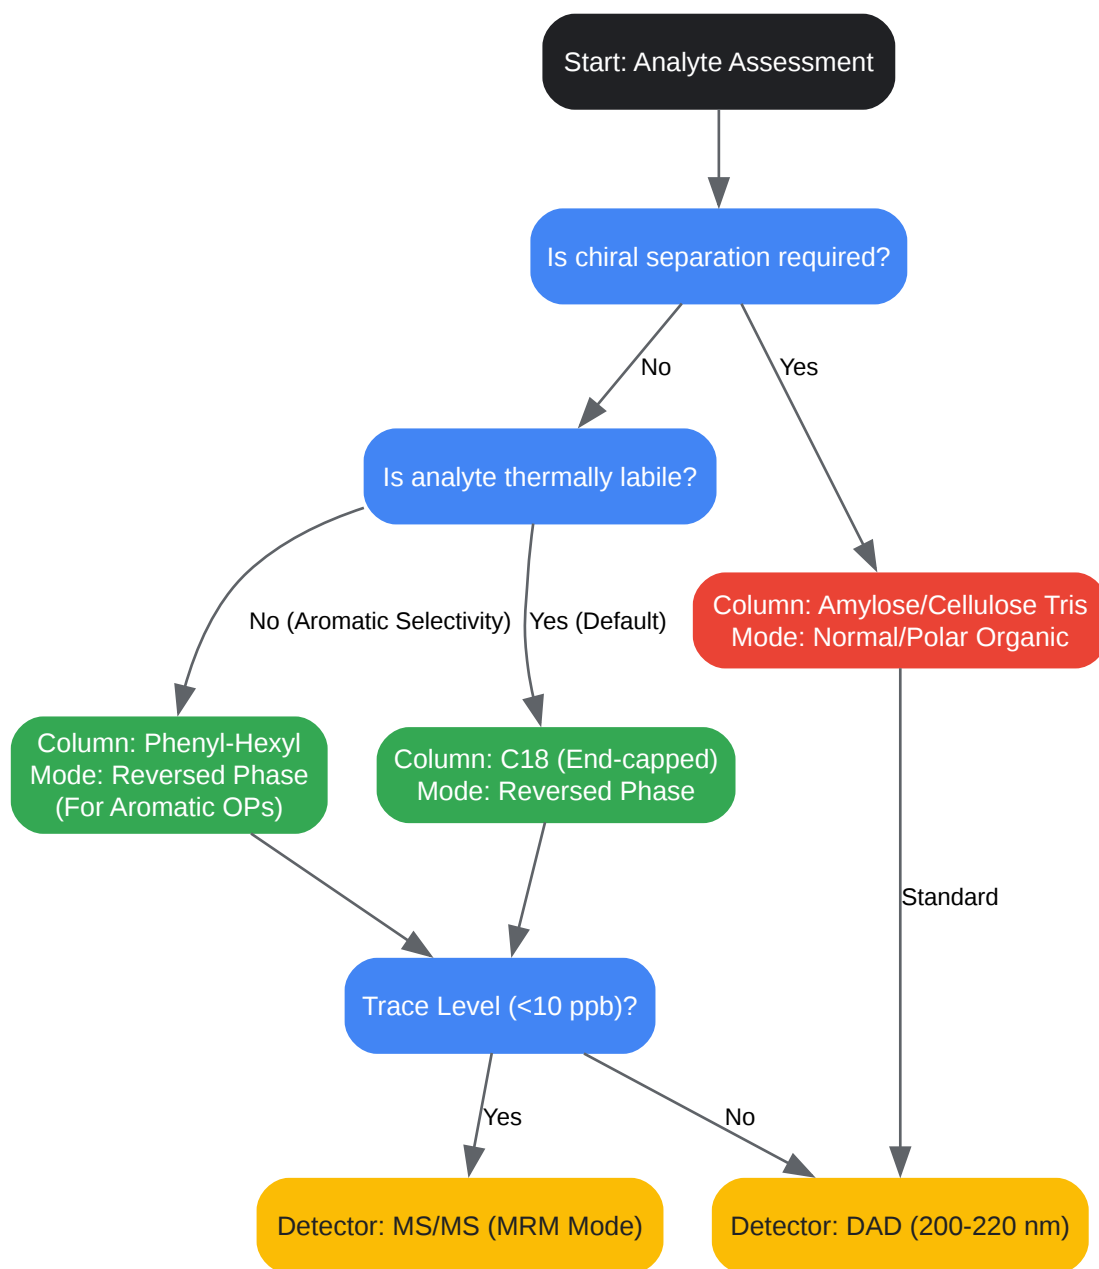 Start: Analyte Assessment
Is chiral separation required?
No
Yes
Is analyte thermally labile?
No (Aromatic Selectivity)
Yes (Default)
Column: Amylose/Cellulose Tris
Mode: Normal/Polar Organic
Column: Phenyl-Hexyl
Mode: Reversed Phase
(For Aromatic OPs)
Column: C18 (End-capped)
Mode: Reversed Phase
Standard
Trace Level (<10 ppb)?
Yes
No
Detector: MS/MS (MRM Mode)
Detector: DAD (200-220 nm)